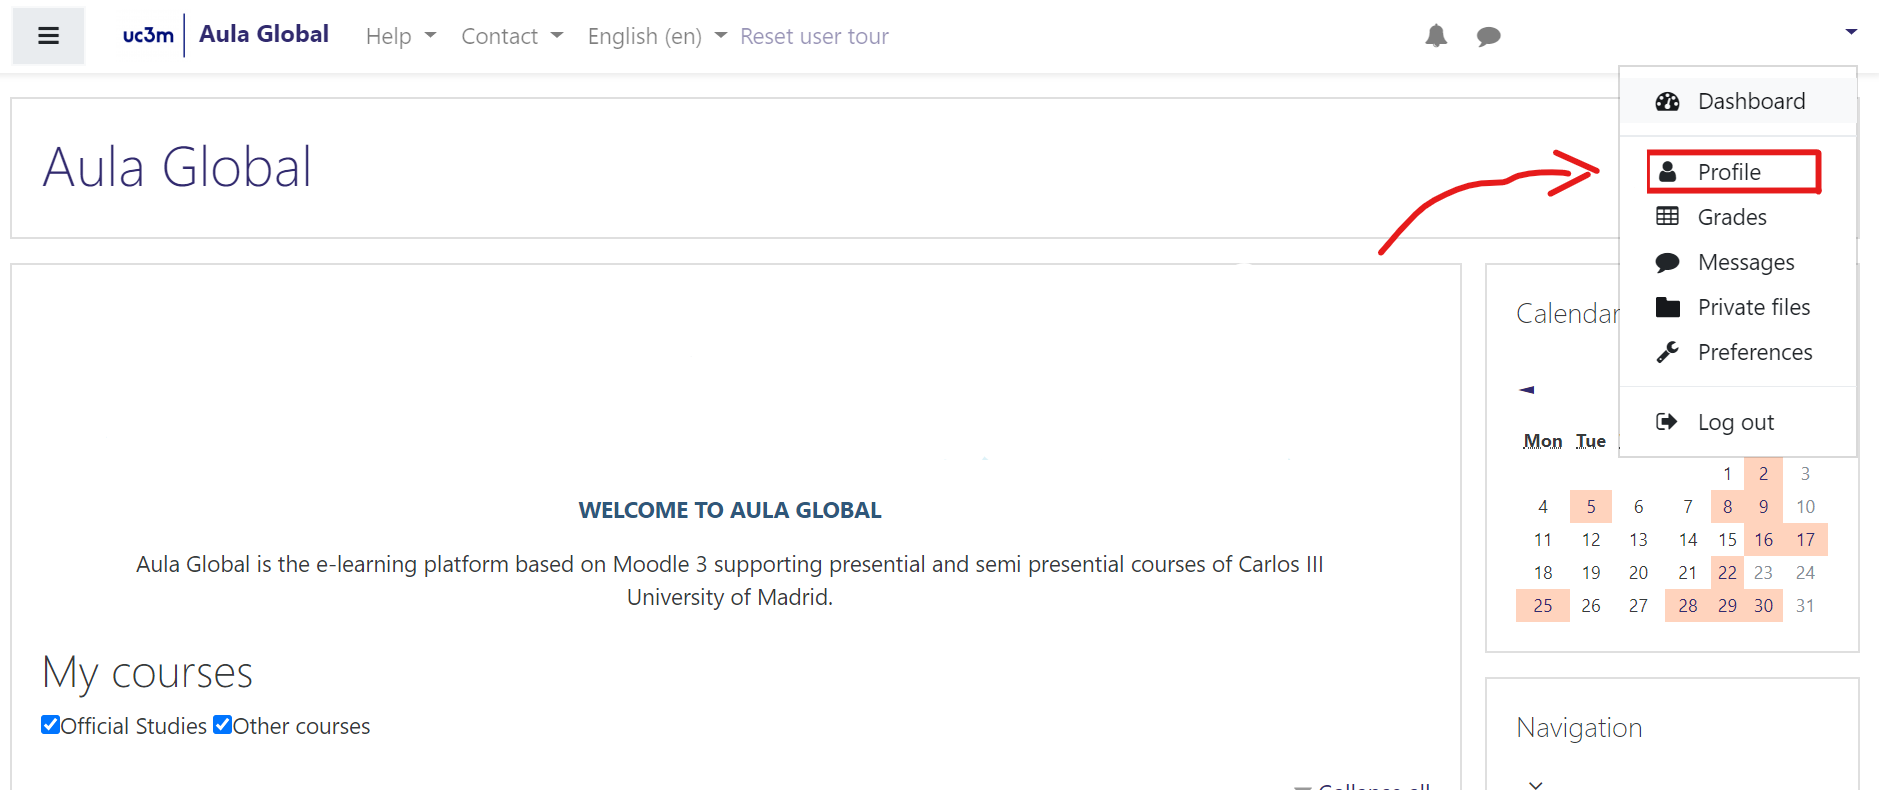 uc3m Aula Global Help Contact English (en) Reset user tour
Dashboard
Aula Global
Profile
Grades
Messages
Private files
Preferences
Log out
WELCOME TO AULA GLOBAL
Aula Global is the e-learning platform based on Moodle 3 supporting presential and semi presential courses of Carlos III
University of Madrid.
My courses
Official Studies Other courses
Collapse all
Calendar
Mon Tue
1 2 3
4 5 6 7 8 9 10
11 12 13 14 15 16 17
18 19 20 21 22 23 24
25 26 27 28 29 30 31
Navigation